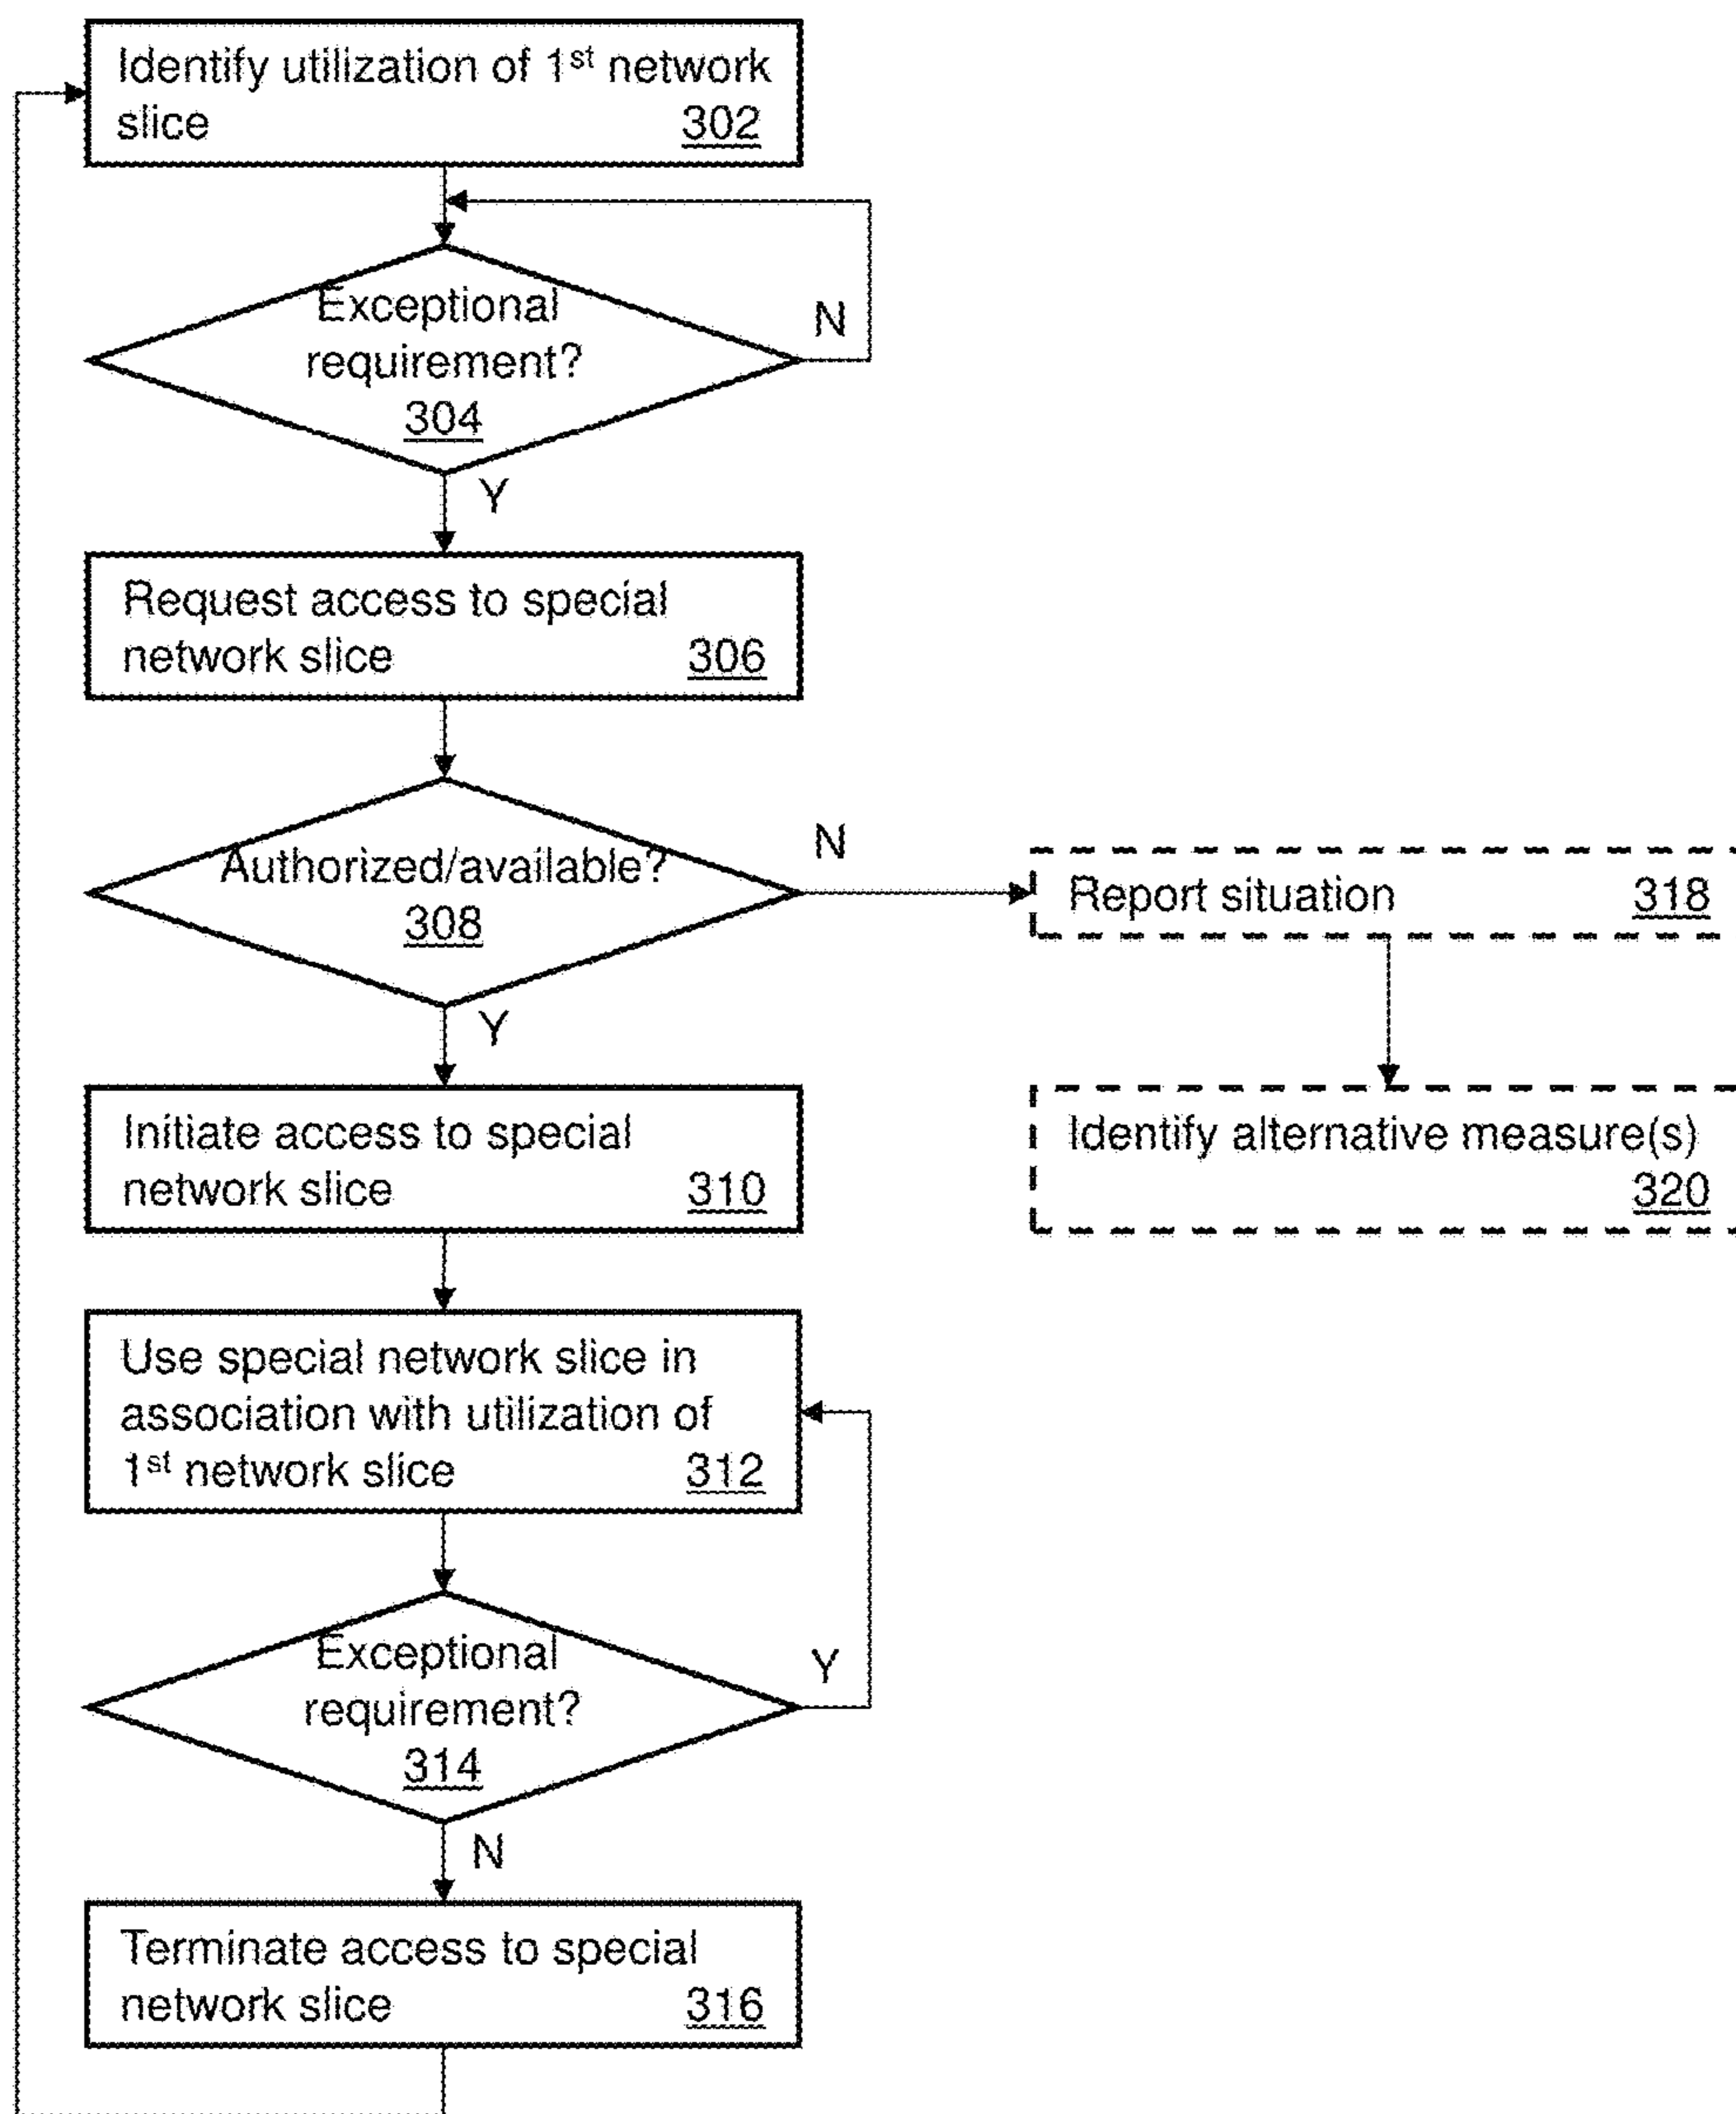 Identify utilization of 1st network
slice 302
Exceptional
requirement?
304
N
Y
Request access to special
network slice 306
Authorized/available?
308
N
Y
Report situation 318
Initiate access to special
network slice 310
Identify alternative measure(s)
320
Use special network slice in
association with utilization of
1st network slice 312
Exceptional
requirement?
314
Y
N
Terminate access to special
network slice 316